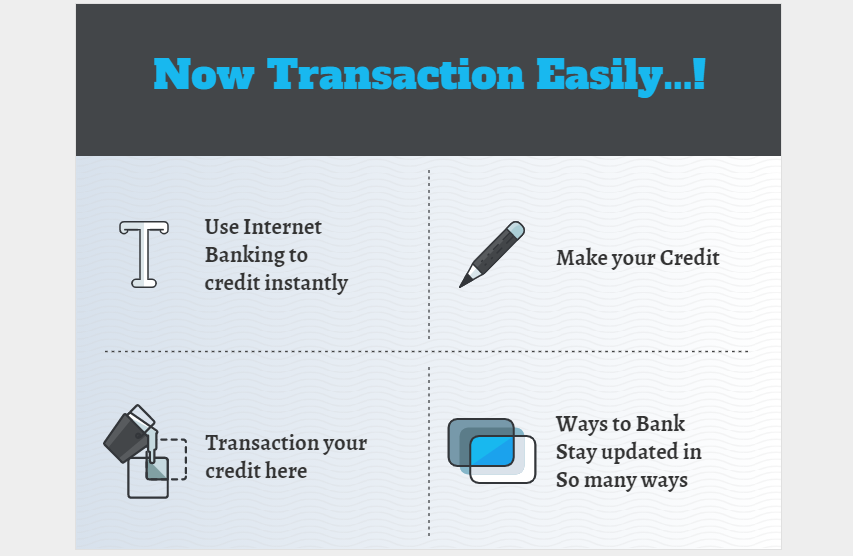 Now Transaction Easily...!
Use Internet
Banking to
credit instantly
Make your Credit
Transaction your
credit here
Ways to Bank
Stay updated in
So many ways